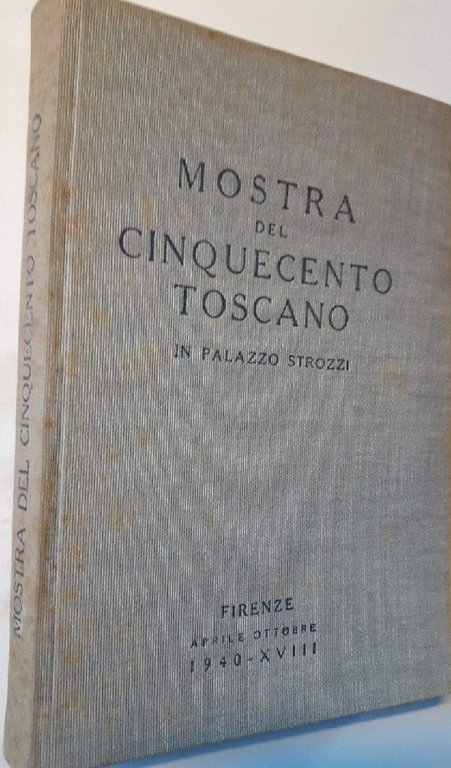 MOSTRA DEL CINQUECENTO TOSCANO
MOSTRA
DEL
CINQUECENTO
TOSCANO
IN PALAZZO STROZZI
FIRENZE
APRILE OTTOBRE
1940-XVIII